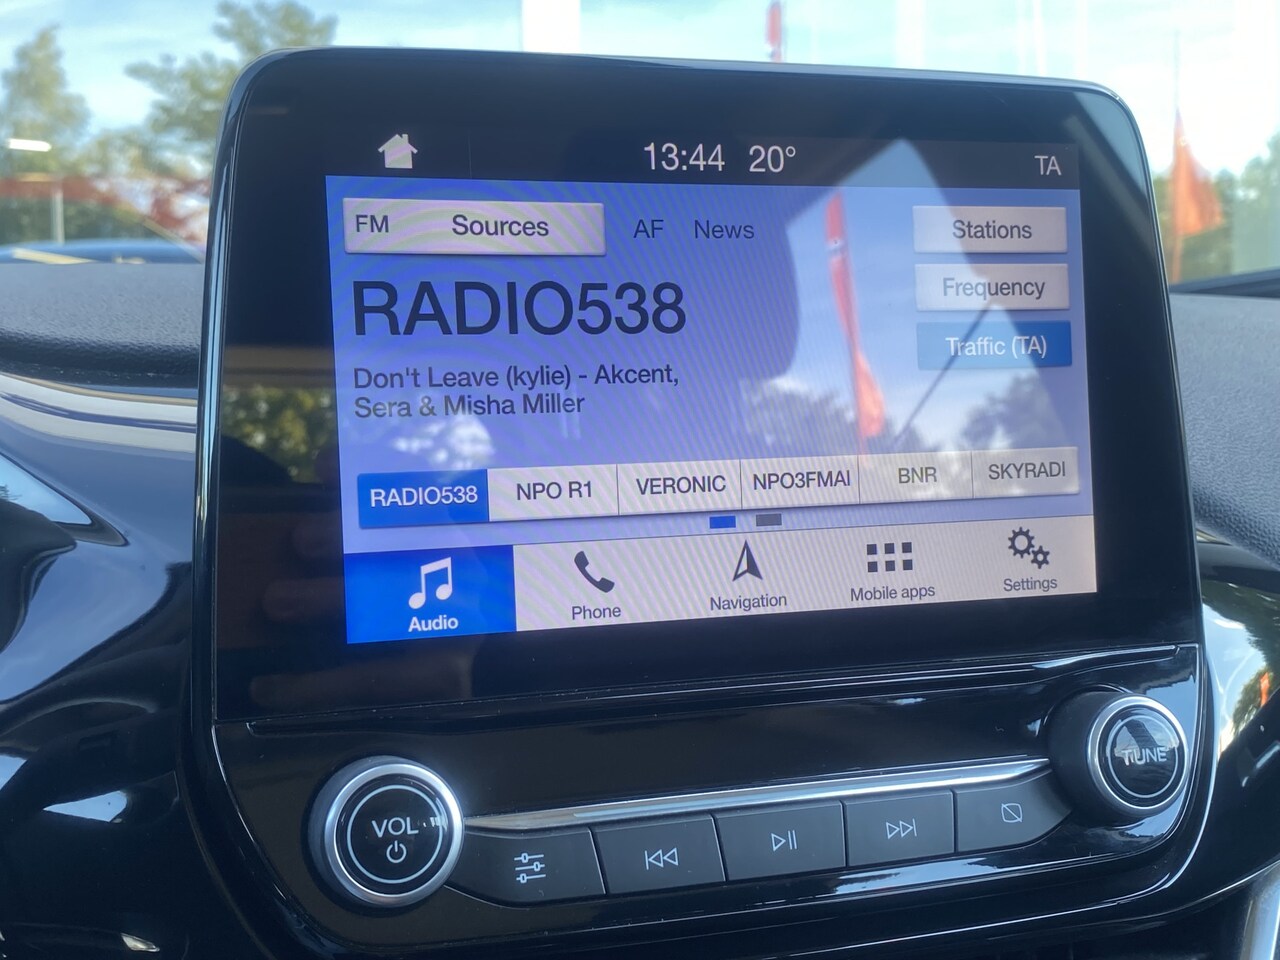 13:44 20°
TA
FM Sources
AF News
Stations
RADIO538
Frequency
Traffic (TA)
Don't Leave (kylie) - Akcent,
Sera & Misha Miller
RADIO538 NPO R1 VERONIC NPO3FMAI BNR SKYRADI
Audio Phone Navigation Mobile apps Settings
VOL
TUNE